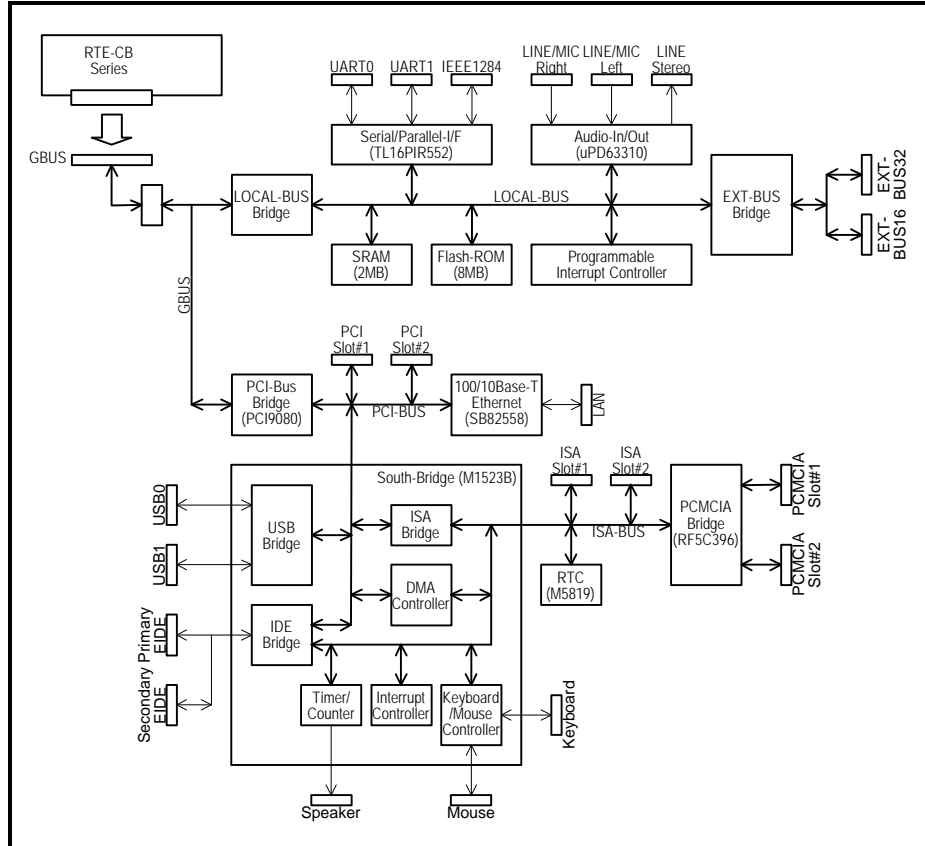 RTE-CB
Series
GBUS
UART0
UART1
IEEE1284
LINE/MIC
Right
LINE/MIC
Left
LINE
Stereo
Serial/Parallel-I/F
(TL16PIR552)
Audio-In/Out
(uPD63310)
LOCAL-BUS
Bridge
LOCAL-BUS
EXT-BUS
Bridge
EXT-
BUS32
EXT-
BUS16
SRAM
(2MB)
Flash-ROM
(8MB)
Programmable
Interrupt Controller
GBUS
PCI
Slot#1
PCI
Slot#2
PCI-Bus
Bridge
(PCI9080)
PCI-BUS
100/10Base-T
Ethernet
(SB82558)
LAN
South-Bridge (M1523B)
USB0
USB1
USB
Bridge
ISA
Bridge
DMA
Controller
IDE
Bridge
Primary
EIDE
Secondary
EIDE
Timer/
Counter
Interrupt
Controller
Keyboard
/Mouse
Controller
Keyboard
Speaker
Mouse
ISA
Slot#1
ISA
Slot#2
ISA-BUS
RTC
(M5819)
PCMCIA
Bridge
(RF5C396)
PCMCIA
Slot#1
PCMCIA
Slot#2